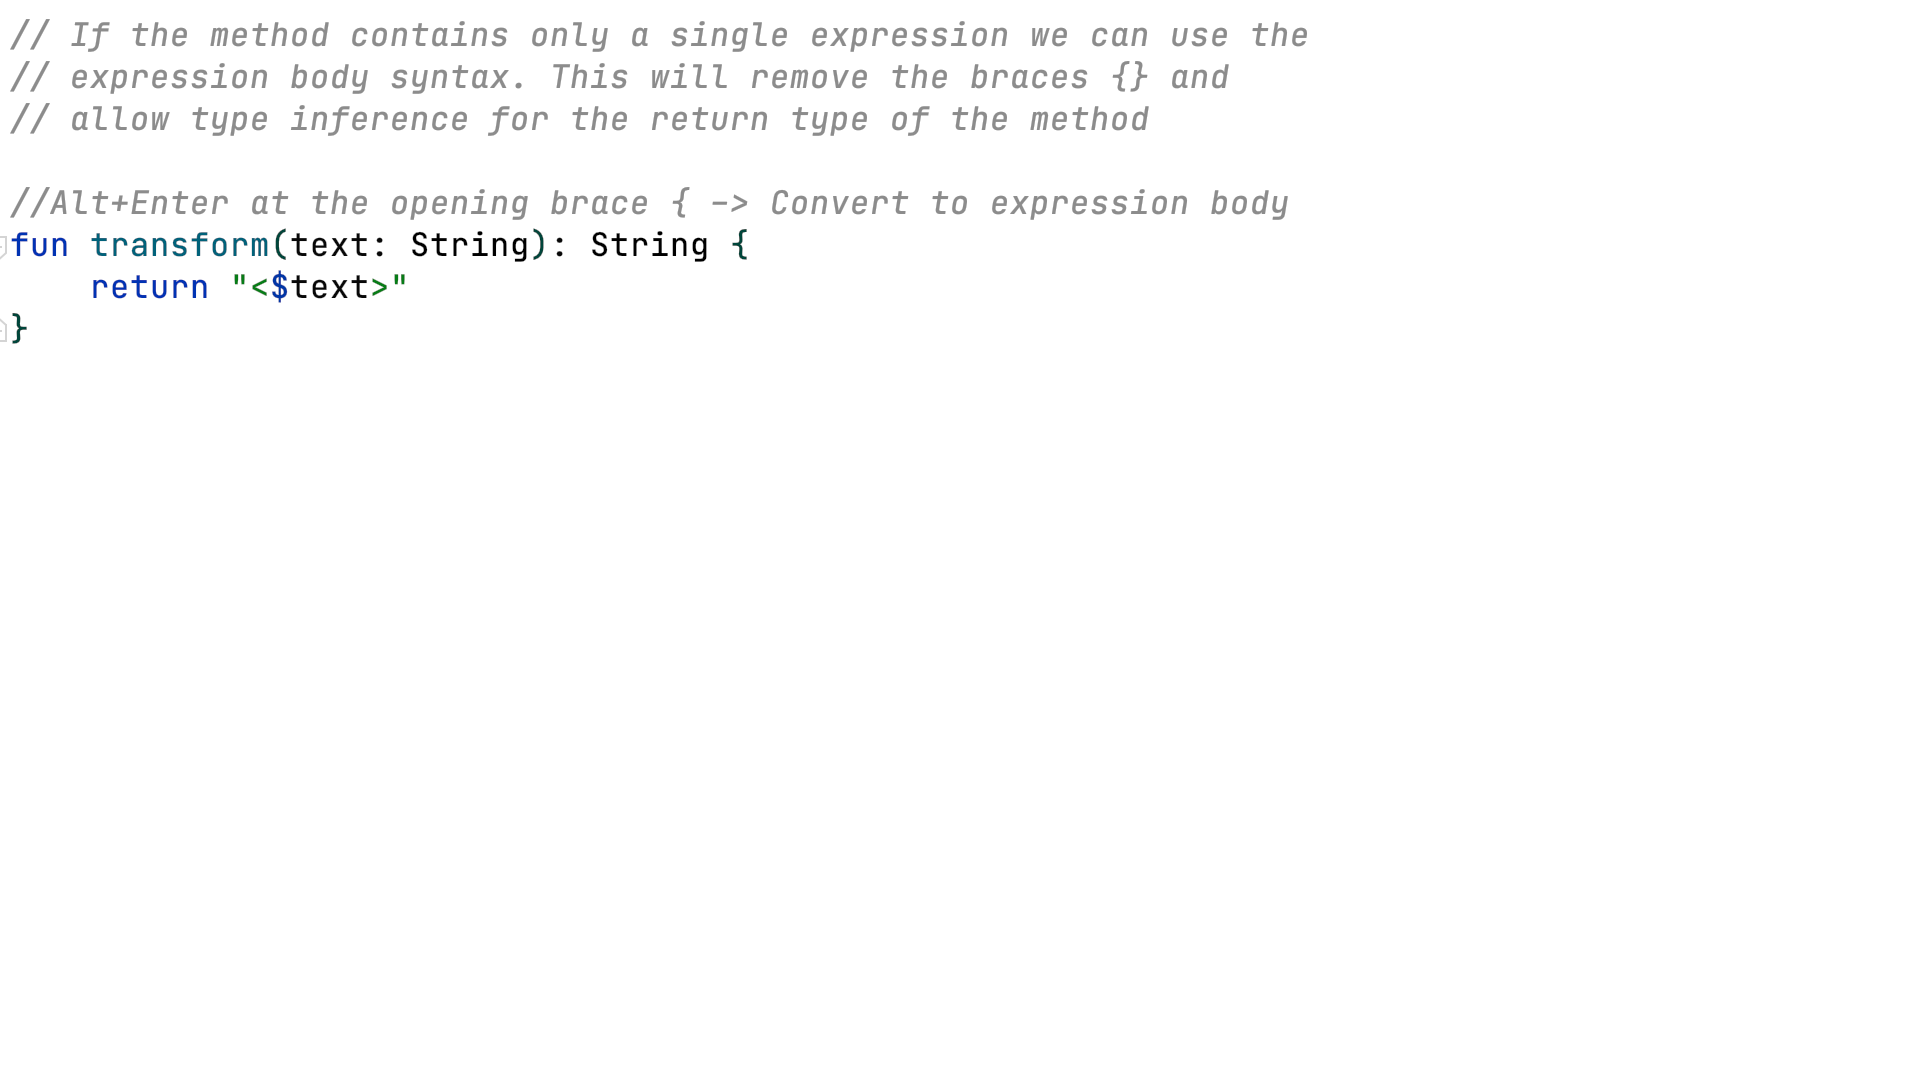 // If the method contains only a single expression we can use the
// expression body syntax. This will remove the braces {} and
// allow type inference for the return type of the method
//Alt+Enter at the opening brace { -> Convert to expression body
fun transform(text: String): String {
    return "<$text>"
}